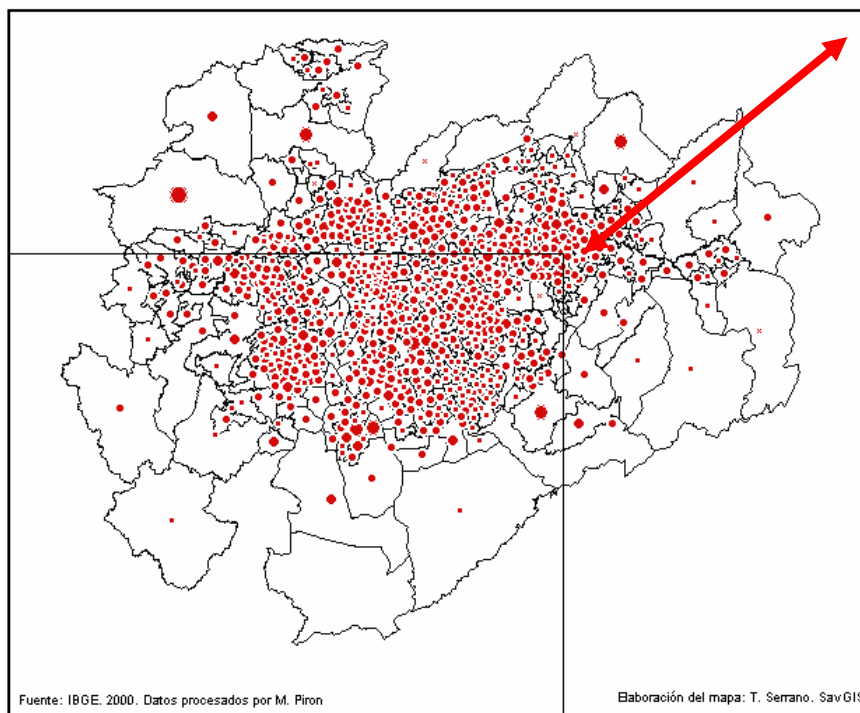 Fuente: IBGE, 2000. Datos procesados por M. Piron
Elaboración del mapa: T. Serrano. SavGIS